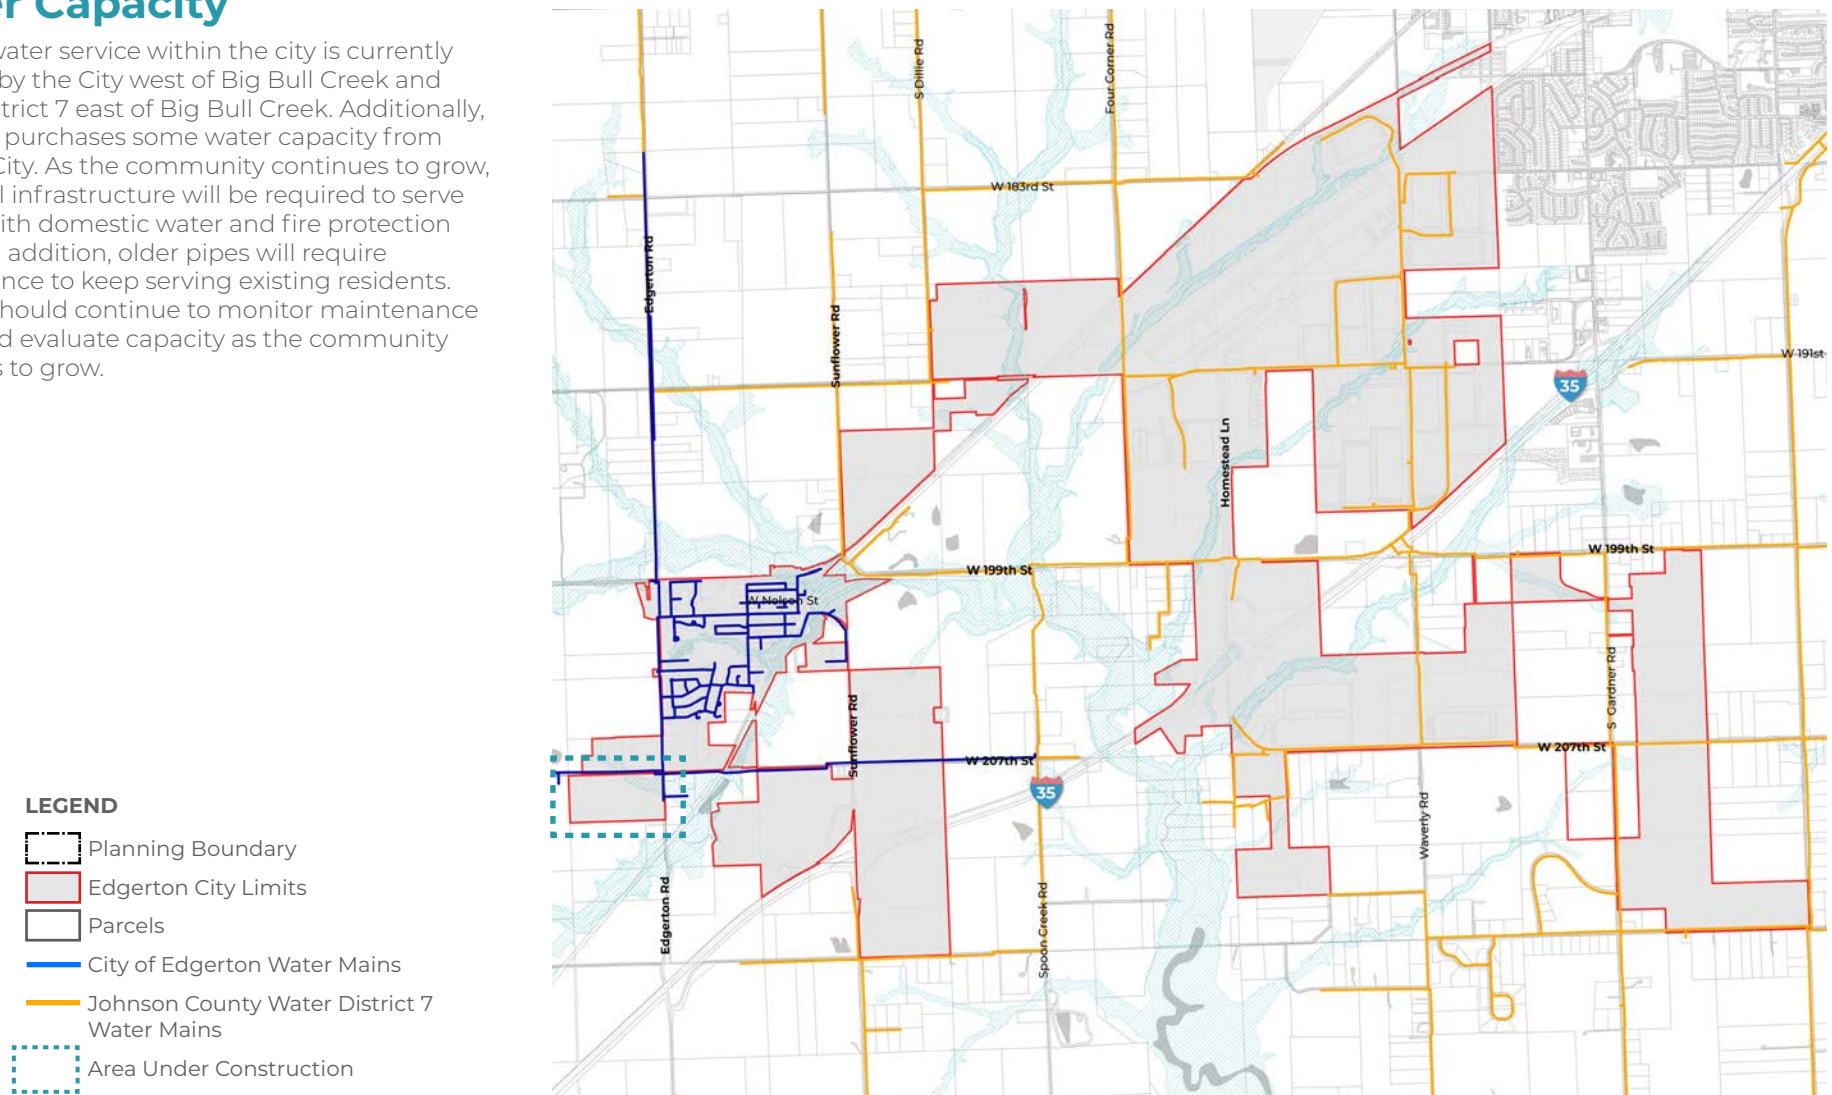 er Capacity
water service within the city is currently
by the City west of Big Bull Creek and
strict 7 east of Big Bull Creek. Additionally,
purchases some water capacity from
City. As the community continues to grow,
l infrastructure will be required to serve
ith domestic water and fire protection
addition, older pipes will require
nce to keep serving existing residents.
should continue to monitor maintenance
d evaluate capacity as the community
s to grow.
LEGEND
Planning Boundary
Edgerton City Limits
Parcels
City of Edgerton Water Mains
Johnson County Water District 7
Water Mains
Area Under Construction
S Dillie Rd
Four Corner Rd
W 183rd St
Edgerton Rd
Sunflower Rd
W 191st
35
Homestead Ln
W 199th St
W 199th St
W Nelson St
S Gardner Rd
Sunflower Rd
W 207th St
W 207th St
35
Waverly Rd
Edgerton Rd
Spoon Creek Rd